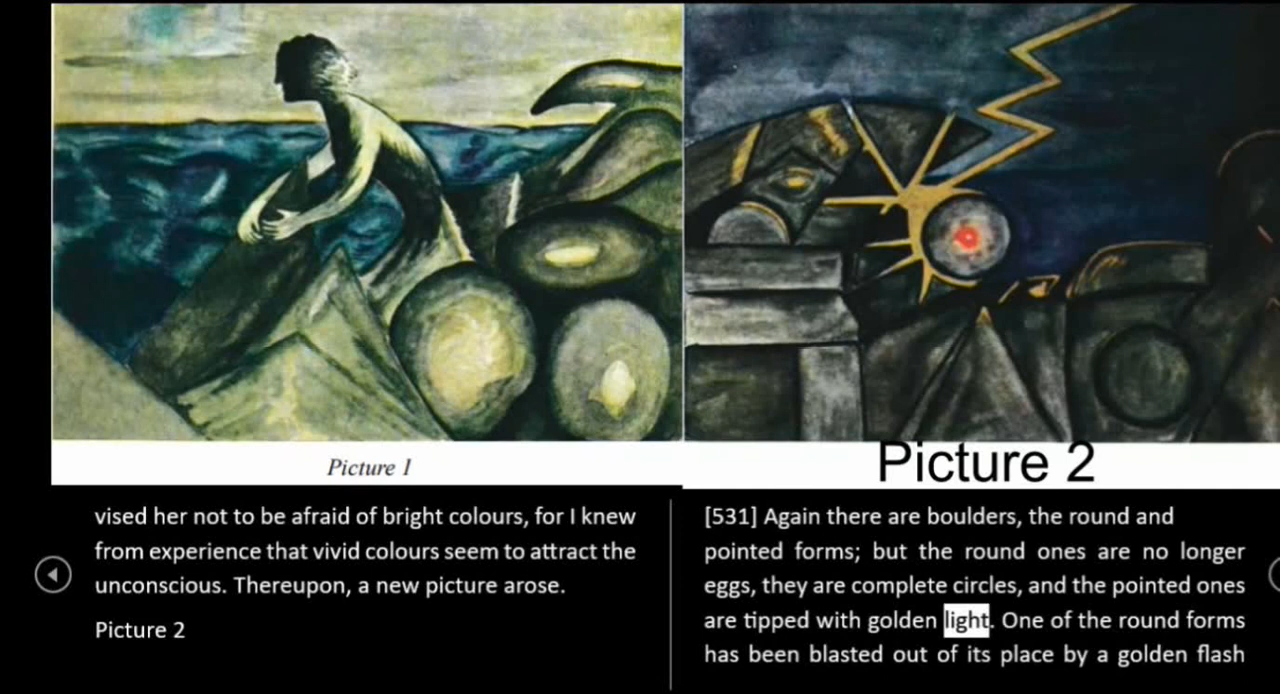 Picture 1
Picture 2
vised her not to be afraid of bright colours, for I knew
from experience that vivid colours seem to attract the
unconscious. Thereupon, a new picture arose.
Picture 2
[531] Again there are boulders, the round and
pointed forms; but the round ones are no longer
eggs, they are complete circles, and the pointed ones
are tipped with golden light. One of the round forms
has been blasted out of its place by a golden flash